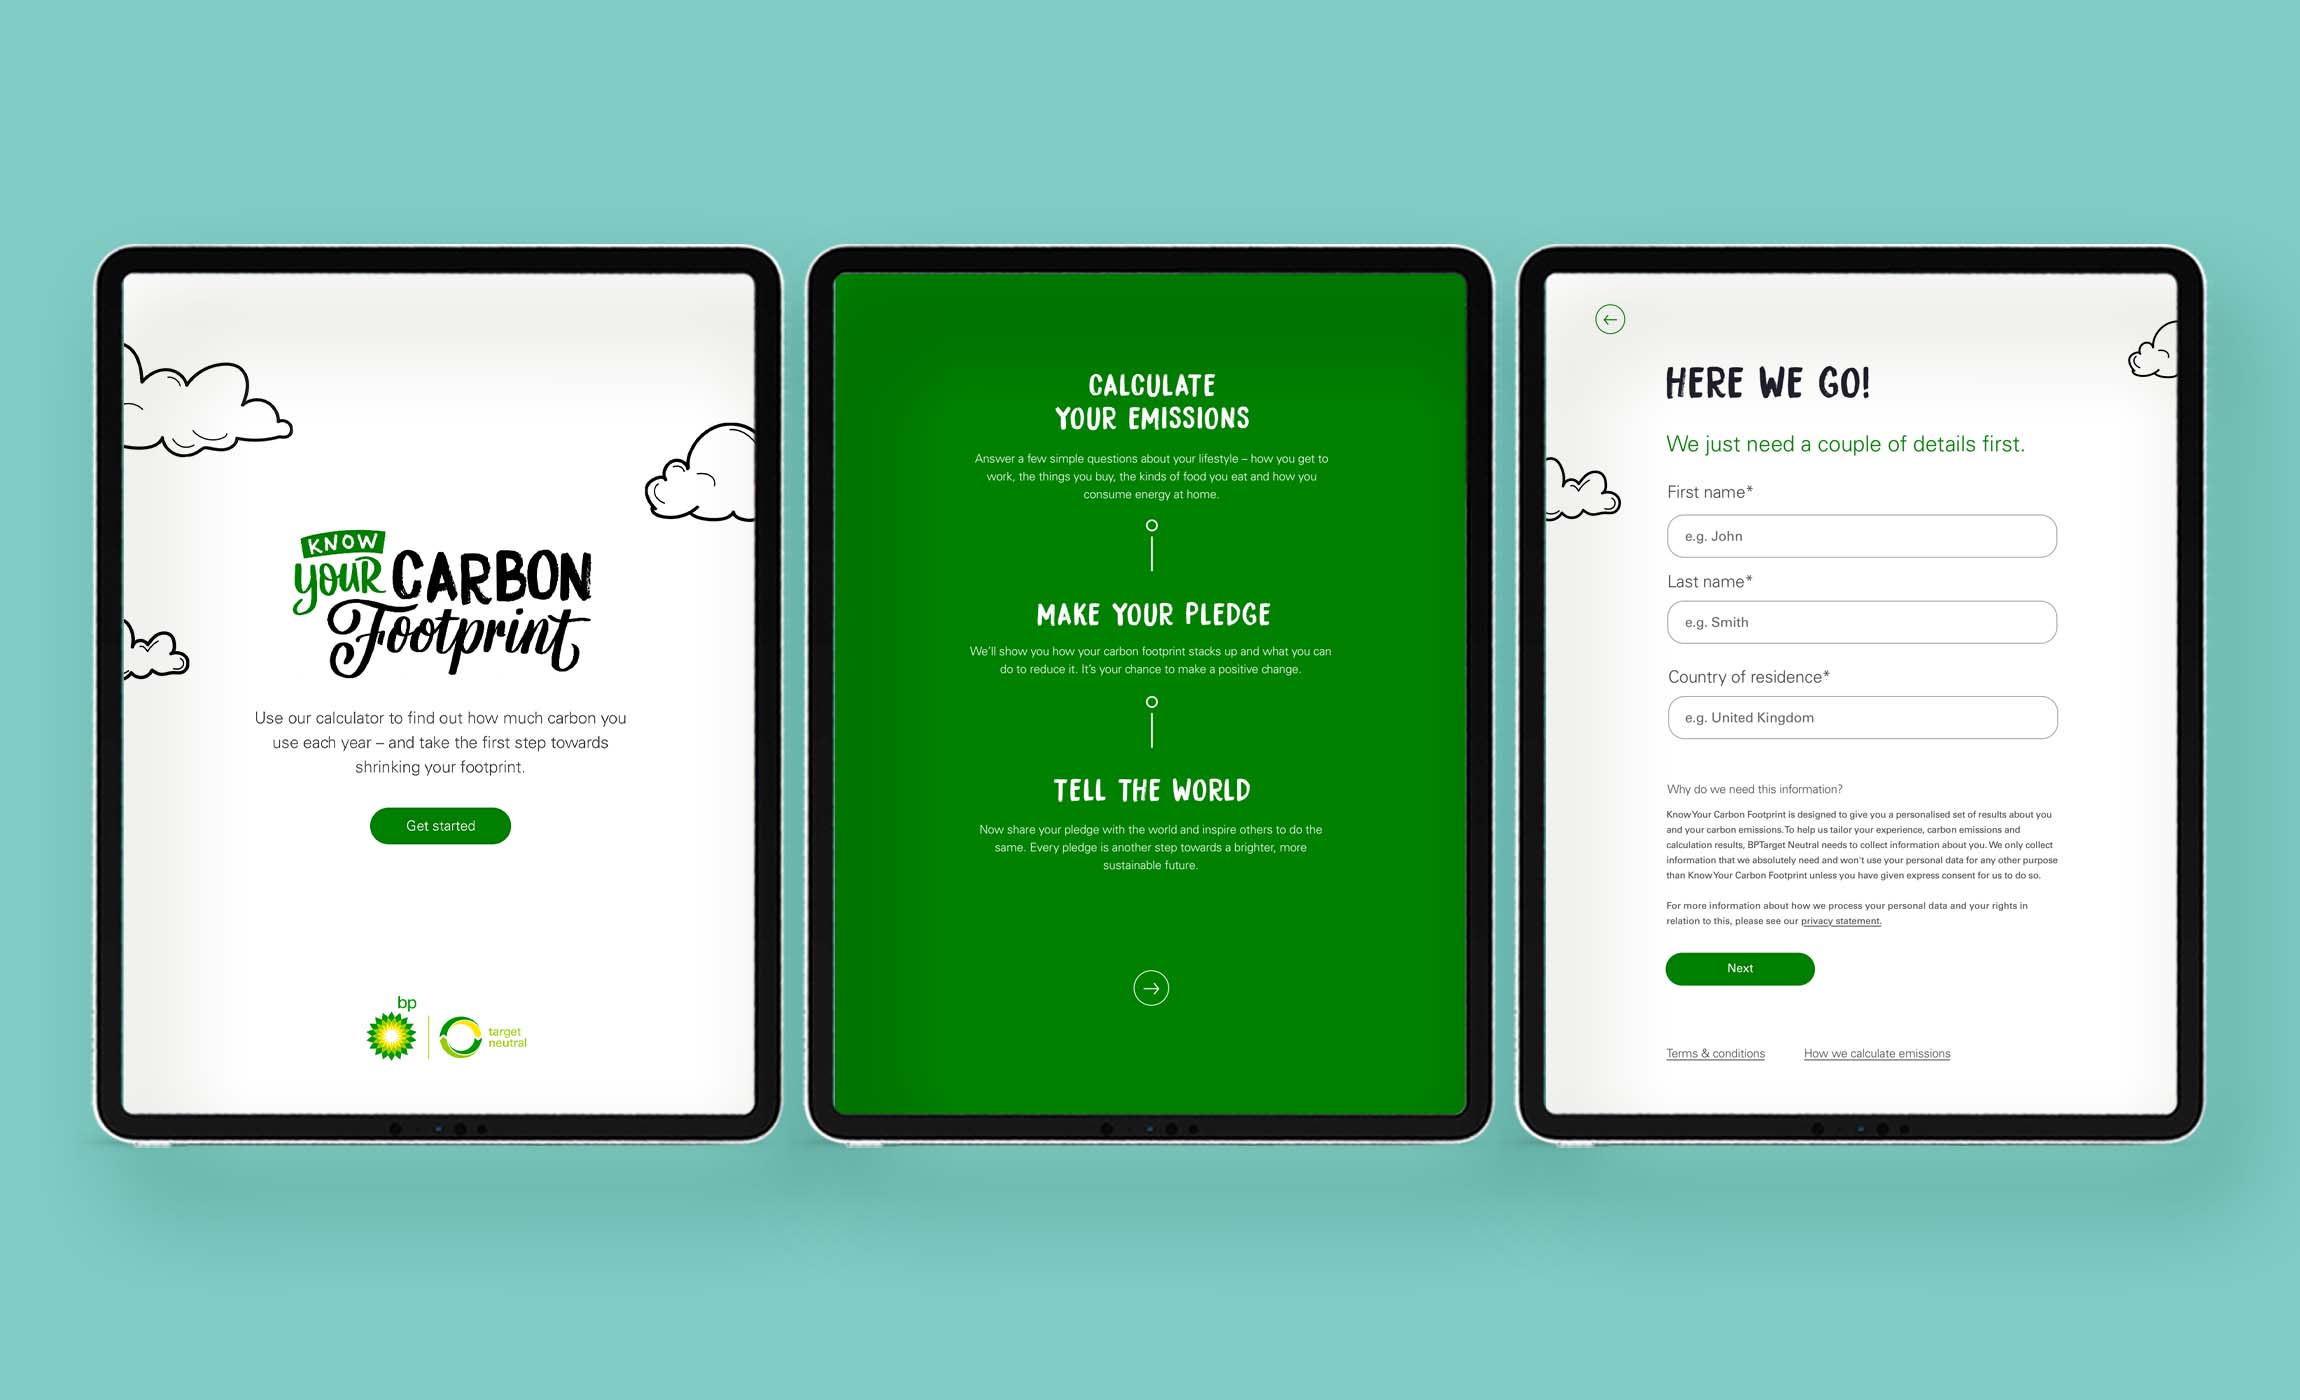 KNOW
YOUR CARBON
Footprint
Use our calculator to find out how much carbon you
use each year – and take the first step towards
shrinking your footprint.
Get started
bp
target
neutral
CALCULATE
YOUR EMISSIONS
Answer a few simple questions about your lifestyle – how you get to
work, the things you buy, the kinds of food you eat and how you
consume energy at home.
MAKE YOUR PLEDGE
We'll show you how your carbon footprint stacks up and what you can
do to reduce it. It's your chance to make a positive change.
TELL THE WORLD
Now share your pledge with the world and inspire others to do the
same. Every pledge is another step towards a brighter, more
sustainable future.
HERE WE GO!
We just need a couple of details first.
First name*
e.g. John
Last name*
e.g. Smith
Country of residence*
e.g. United Kingdom
Why do we need this information?
Know Your Carbon Footprint is designed to give you a personalised set of results about you
and your carbon emissions. To help us tailor your experience, carbon emissions and
calculation results, BP Target Neutral needs to collect information about you. We only collect
information that we absolutely need and won't use your personal data for any other purpose
than Know Your Carbon Footprint unless you have given express consent for us to do so.
For more information about how we process your personal data and your rights in
relation to this, please see our privacy statement.
Next
Terms & conditions
How we calculate emissions